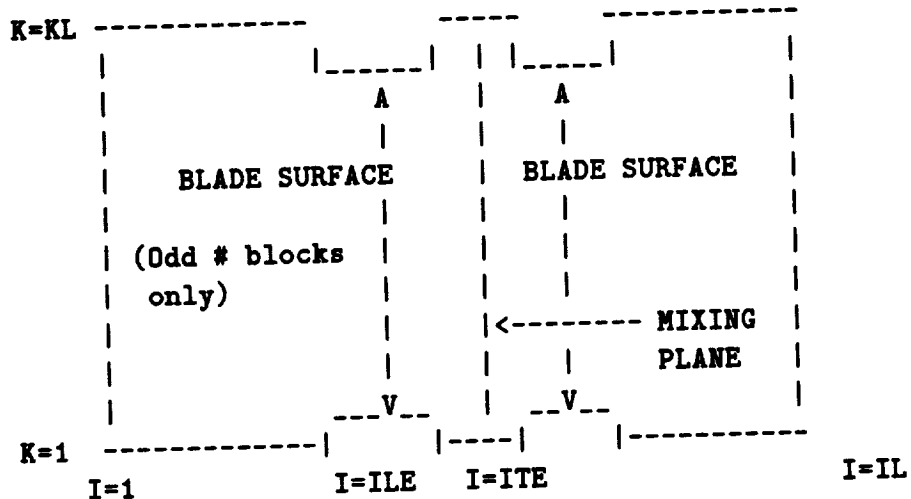 K=KL
A A
BLADE SURFACE BLADE SURFACE
(Odd # blocks
only)
<-------- MIXING
PLANE
V V
K=1
I=1 I=ILE I=ITE I=IL